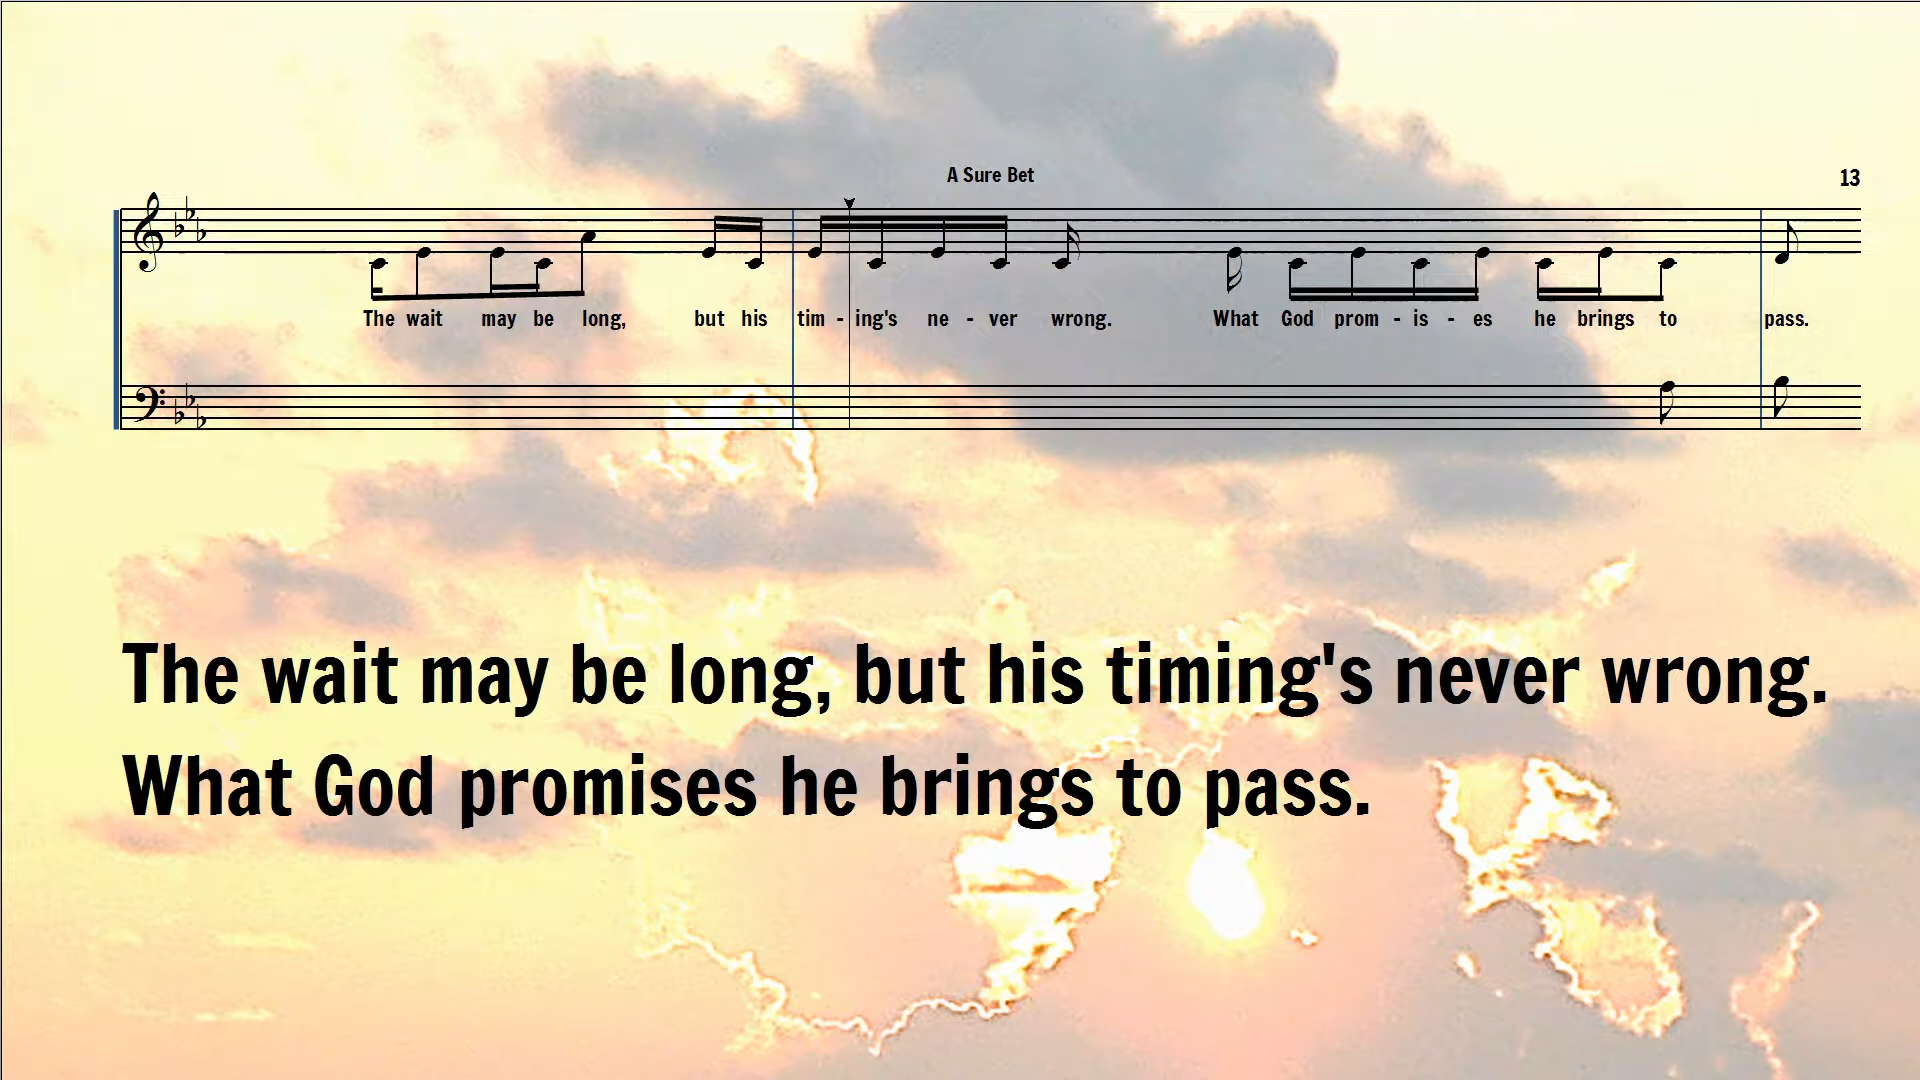 A Sure Bet
13
The wait may be long, but his tim - ing's ne - ver wrong. What God prom - is - es he brings to pass.
The wait may be long, but his timing's never wrong.
What God promises he brings to pass.